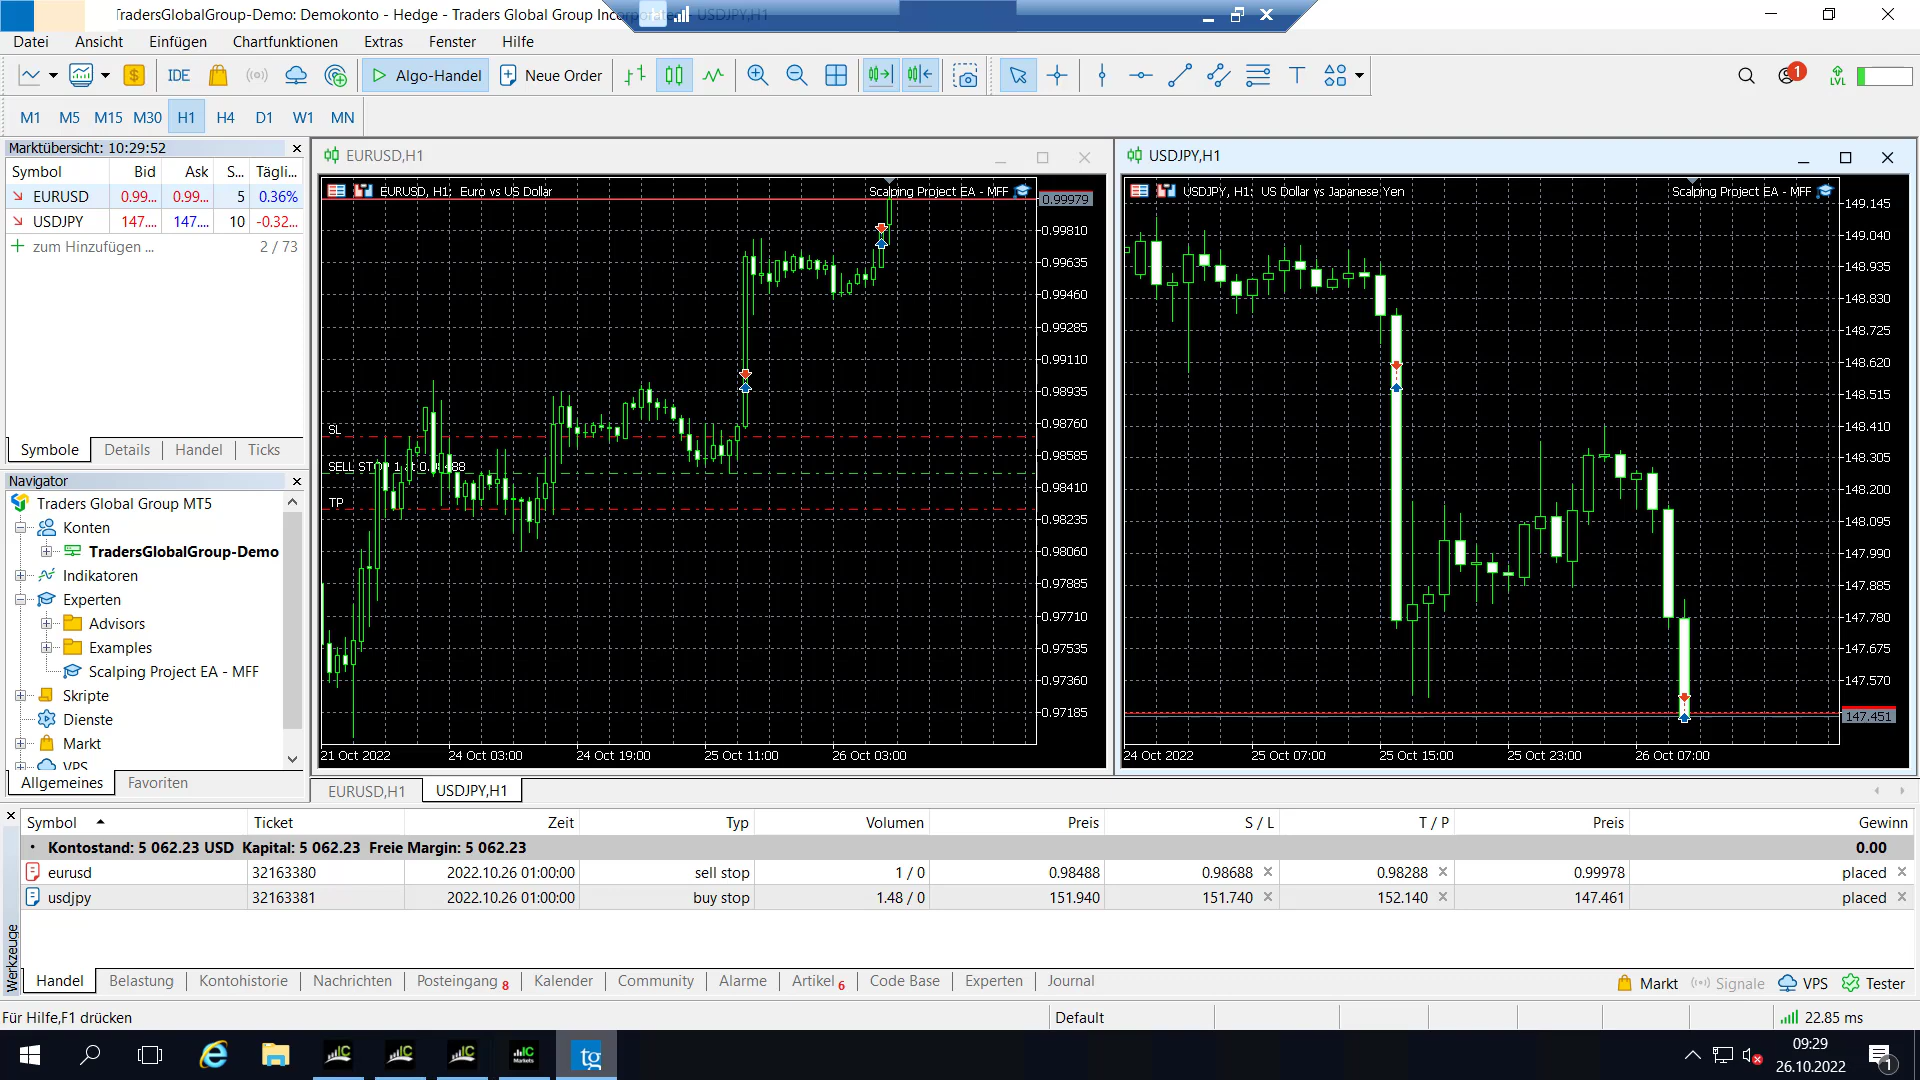 TradersGlobalGroup-Demo: Demokonto - Hedge - Traders Global Group Incorporated - USDJPY,H1
Datei Ansicht Einfügen Chartfunktionen Extras Fenster Hilfe
$ IDE Algo-Handel Neue Order T 1 LVL
M1 M5 M15 M30 H1 H4 D1 W1 MN
Marktübersicht: 10:29:52
Symbol Bid Ask S... Tägli...
EURUSD 0.99... 0.99... 5 0.36%
USDJPY 147.... 147.... 10 -0.32...
zum Hinzufügen ... 2 / 73
Symbole Details Handel Ticks
Navigator
Traders Global Group MT5
Konten
TradersGlobalGroup-Demo
Indikatoren
Experten
Advisors
Examples
Scalping Project EA - MFF
Skripte
Dienste
Markt
VPS
Allgemeines Favoriten
EURUSD,H1
EURUSD, H1: Euro vs US Dollar
Scalping Project EA - MFF
0.99979
0.99810
0.99635
0.99460
0.99285
0.99110
0.98935
0.98760
0.98585
0.98410
0.98235
0.98060
0.97885
0.97710
0.97535
0.97360
0.97185
SL
SELL STOP 1 at 0.98488
TP
21 Oct 2022 24 Oct 03:00 24 Oct 19:00 25 Oct 11:00 26 Oct 03:00
USDJPY,H1
USDJPY, H1: US Dollar vs Japanese Yen
Scalping Project EA - MFF
149.145
149.040
148.935
148.830
148.725
148.620
148.515
148.410
148.305
148.200
148.095
147.990
147.885
147.780
147.675
147.570
147.451
24 Oct 2022 25 Oct 07:00 25 Oct 15:00 25 Oct 23:00 26 Oct 07:00
EURUSD,H1 USDJPY,H1
Symbol Ticket Zeit Typ Volumen Preis S / L T / P Preis Gewinn
Kontostand: 5 062.23 USD Kapital: 5 062.23 Freie Margin: 5 062.23 0.00
eurusd 32163380 2022.10.26 01:00:00 sell stop 1 / 0 0.98488 0.98688 0.98288 0.99978 placed
usdjpy 32163381 2022.10.26 01:00:00 buy stop 1.48 / 0 151.940 151.740 152.140 147.461 placed
Werkzeuge
Handel Belastung Kontohistorie Nachrichten Posteingang 8 Kalender Community Alarme Artikel 6 Code Base Experten Journal Markt Signale VPS Tester
Für Hilfe,F1 drücken Default 22.85 ms
IC IC IC IC Markets tg
09:29
26.10.2022
1